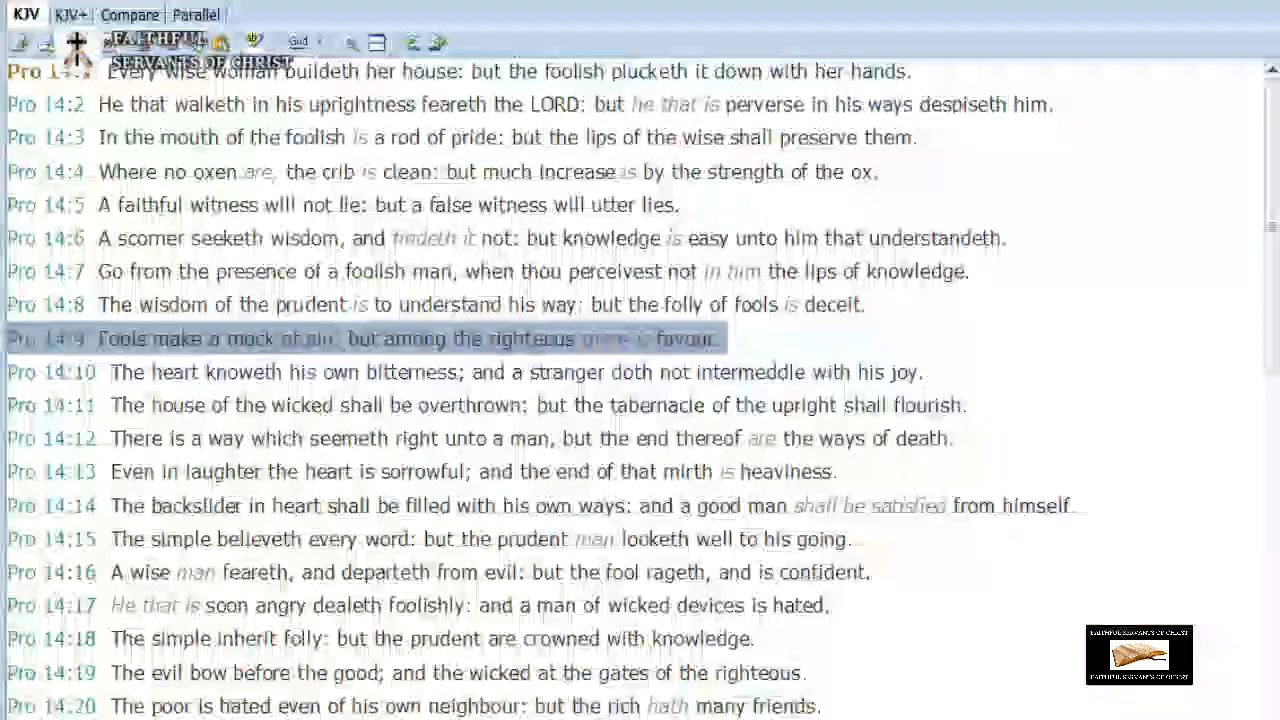 KJV KJV+ Compare Parallel
FAITHFUL
SERVANTS OF CHRIST
Every wise woman buildeth her house: but the foolish plucketh it down with her hands.
Pro 14:2 He that walketh in his uprightness feareth the LORD: but he that is perverse in his ways despiseth him.
Pro 14:3 In the mouth of the foolish is a rod of pride: but the lips of the wise shall preserve them.
Pro 14:4 Where no oxen are, the crib is clean: but much increase is by the strength of the ox.
Pro 14:5 A faithful witness will not lie: but a false witness will utter lies.
Pro 14:6 A scorner seeketh wisdom, and findeth it not: but knowledge is easy unto him that understandeth.
Pro 14:7 Go from the presence of a foolish man, when thou perceivest not in him the lips of knowledge.
Pro 14:8 The wisdom of the prudent is to understand his way: but the folly of fools is deceit.
Pro 14:9 Fools make a mock at sin: but among the righteous there is favour.
Pro 14:10 The heart knoweth his own bitterness; and a stranger doth not intermeddle with his joy.
Pro 14:11 The house of the wicked shall be overthrown: but the tabernacle of the upright shall flourish.
Pro 14:12 There is a way which seemeth right unto a man, but the end thereof are the ways of death.
Pro 14:13 Even in laughter the heart is sorrowful; and the end of that mirth is heaviness.
Pro 14:14 The backslider in heart shall be filled with his own ways: and a good man shall be satisfied from himself.
Pro 14:15 The simple believeth every word: but the prudent man looketh well to his going.
Pro 14:16 A wise man feareth, and departeth from evil: but the fool rageth, and is confident.
Pro 14:17 He that is soon angry dealeth foolishly: and a man of wicked devices is hated.
Pro 14:18 The simple inherit folly: but the prudent are crowned with knowledge.
Pro 14:19 The evil bow before the good; and the wicked at the gates of the righteous.
Pro 14:20 The poor is hated even of his own neighbour: but the rich hath many friends.
FAITHFUL SERVANTS OF CHRIST
FAITHFUL SERVANTS OF CHRIST